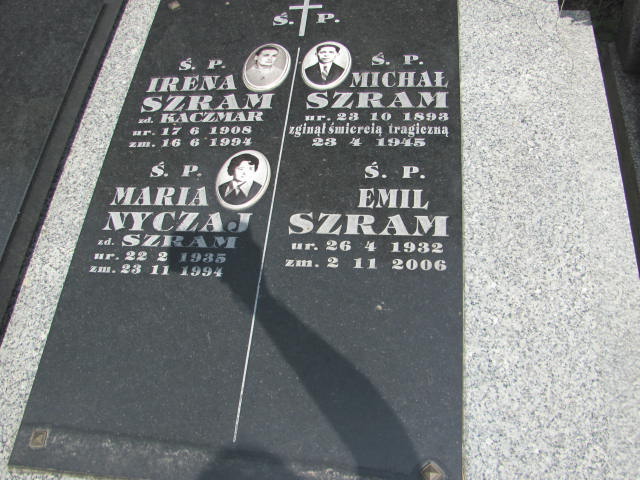 Ś. P.
Ś. P.
IRENA
SZRAM
zd. KACZMAR
ur. 17 6 1908
zm. 16 6 1994
Ś. P.
MARIA
NYCZAJ
zd. SZRAM
ur. 22 2 1935
zm. 23 11 1994
Ś. P.
MICHAŁ
SZRAM
ur. 23 10 1893
zginął śmiercią tragiczną
23 4 1945
Ś. P.
EMIL
SZRAM
ur. 26 4 1932
zm. 2 11 2006